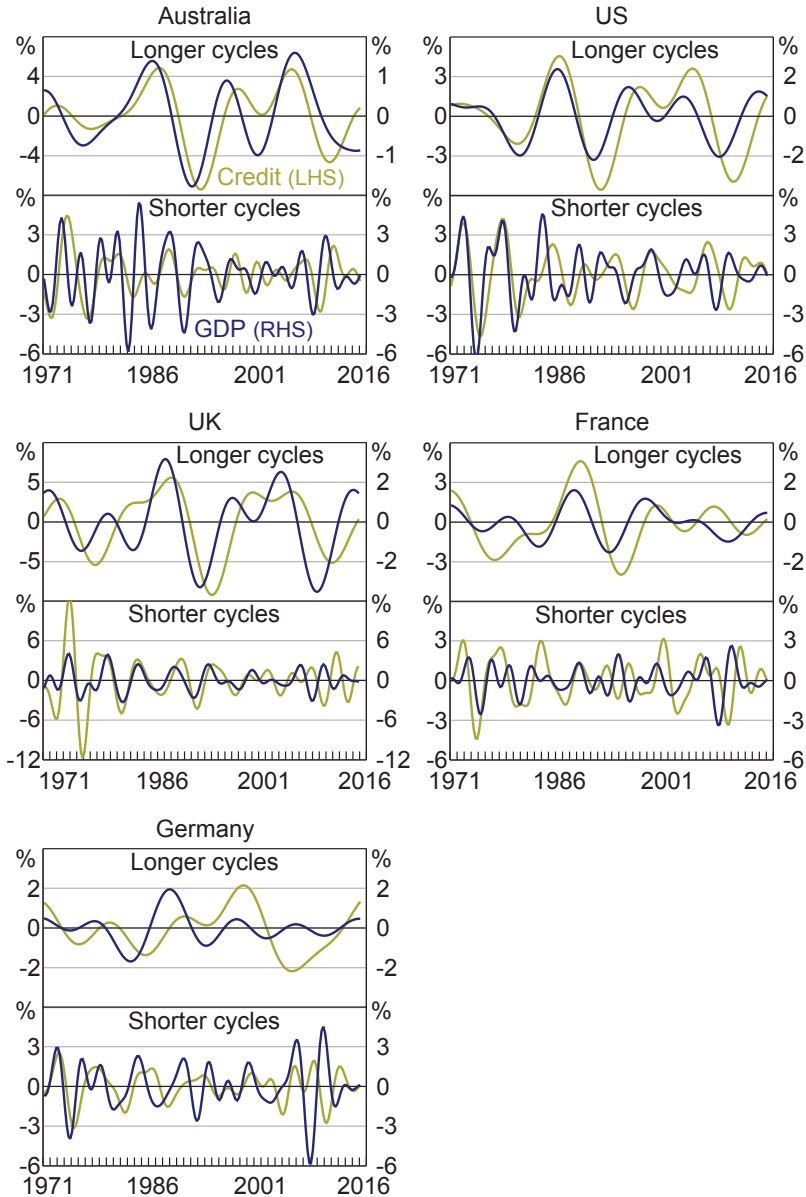 Australia
% Longer cycles %
4 1
0 0
-4 -1
Credit (LHS)
Shorter cycles
3 3
0 0
-3 -3
GDP (RHS)
-6 -6
1971 1986 2001 2016
US
% Longer cycles %
3 2
0 0
-3 -2
% Shorter cycles %
3 3
0 0
-3 -3
-6 -6
1971 1986 2001 2016
UK
% Longer cycles %
5 2
0 0
-5 -2
% Shorter cycles %
6 6
0 0
-6 -6
-12 -12
1971 1986 2001 2016
France
% Longer cycles %
3 2
0 0
-3 -2
% Shorter cycles %
3 3
0 0
-3 -3
-6 -6
1971 1986 2001 2016
Germany
% Longer cycles %
2 2
0 0
-2 -2
% Shorter cycles %
3 3
0 0
-3 -3
-6 -6
1971 1986 2001 2016